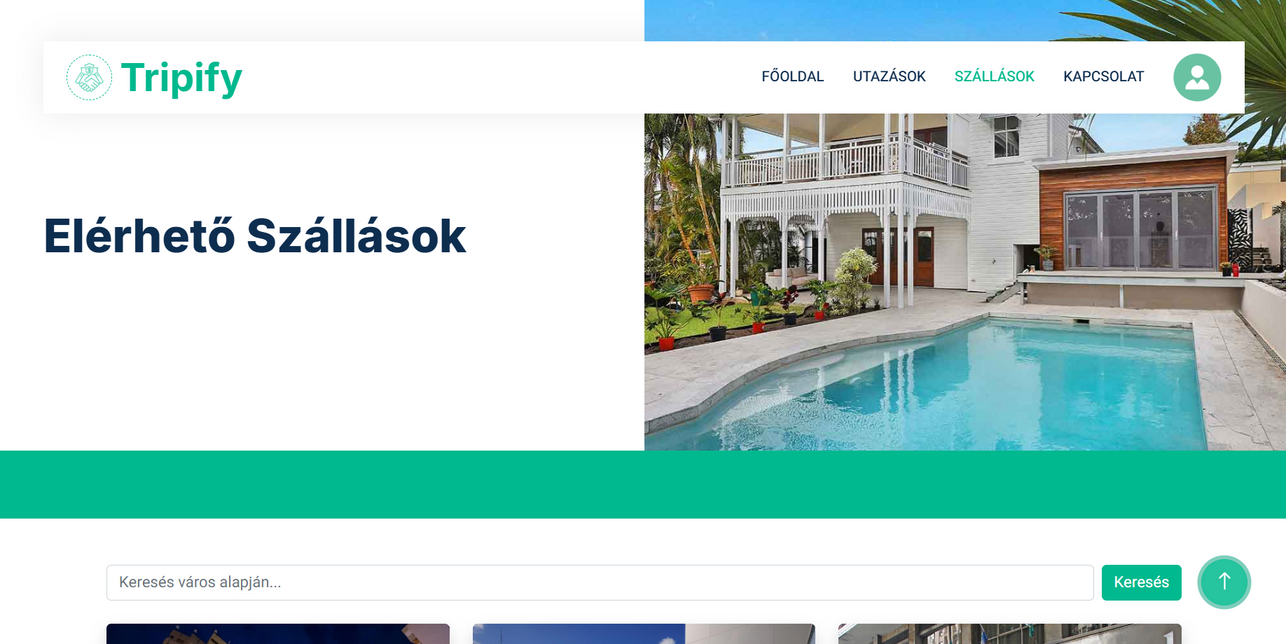 Tripify
FŐOLDAL
UTAZÁSOK
SZÁLLÁSOK
KAPCSOLAT
Elérhető Szállások
Keresés város alapján...
Keresés